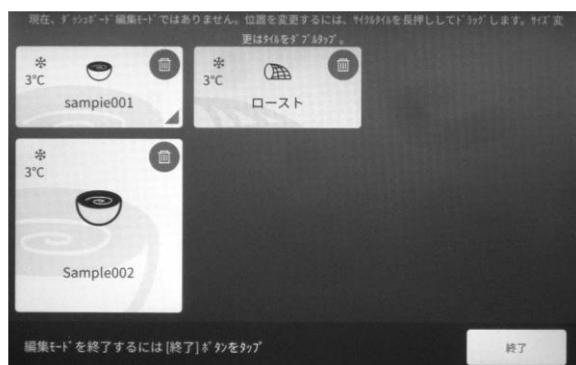 現在、ﾀﾞｯｼｭﾎﾞｰﾄﾞ編集ﾓｰﾄﾞではありません。位置を変更するには、ｻｲｸﾙﾀｲﾙを長押ししてﾄﾞﾗｯｸﾞします。ｻｲｽﾞ変
更はﾀｲﾙをﾀﾞﾌﾞﾙﾀｯﾌﾟ。
3°C
sampie001
3°C
ロースト
3°C
Sample002
編集ﾓｰﾄﾞを終了するには [終了] ﾎﾞﾀﾝをﾀｯﾌﾟ
終了